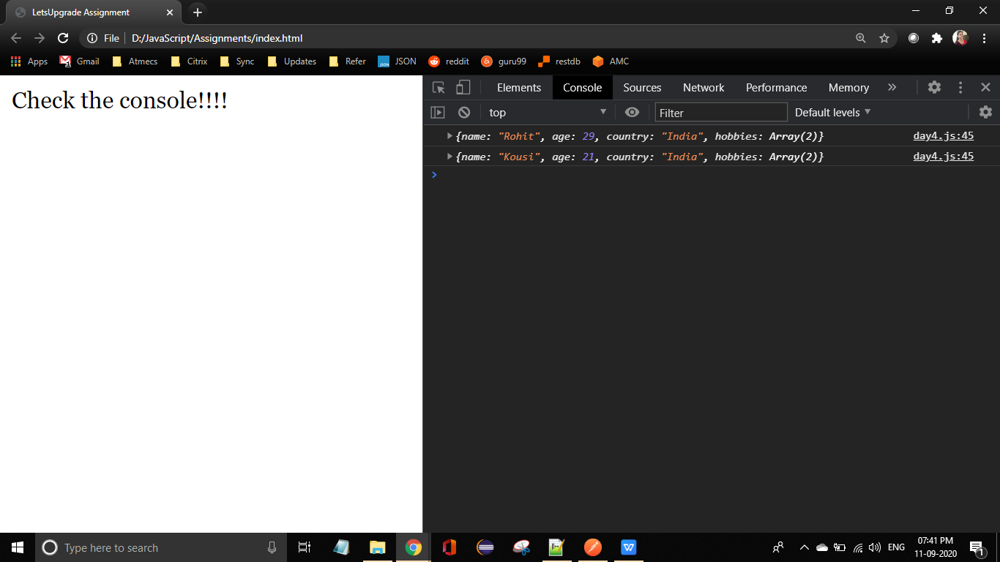 LetsUpgrade Assignment
File D:/JavaScript/Assignments/index.html
Apps Gmail Atmecs Citrix Sync Updates Refer JSON reddit guru99 restdb AMC
Check the console!!!!
Elements Console Sources Network Performance Memory
top Filter Default levels
{name: "Rohit", age: 29, country: "India", hobbies: Array(2)} day4.js:45
{name: "Kousi", age: 21, country: "India", hobbies: Array(2)} day4.js:45
Type here to search
ENG
07:41 PM
11-09-2020
1